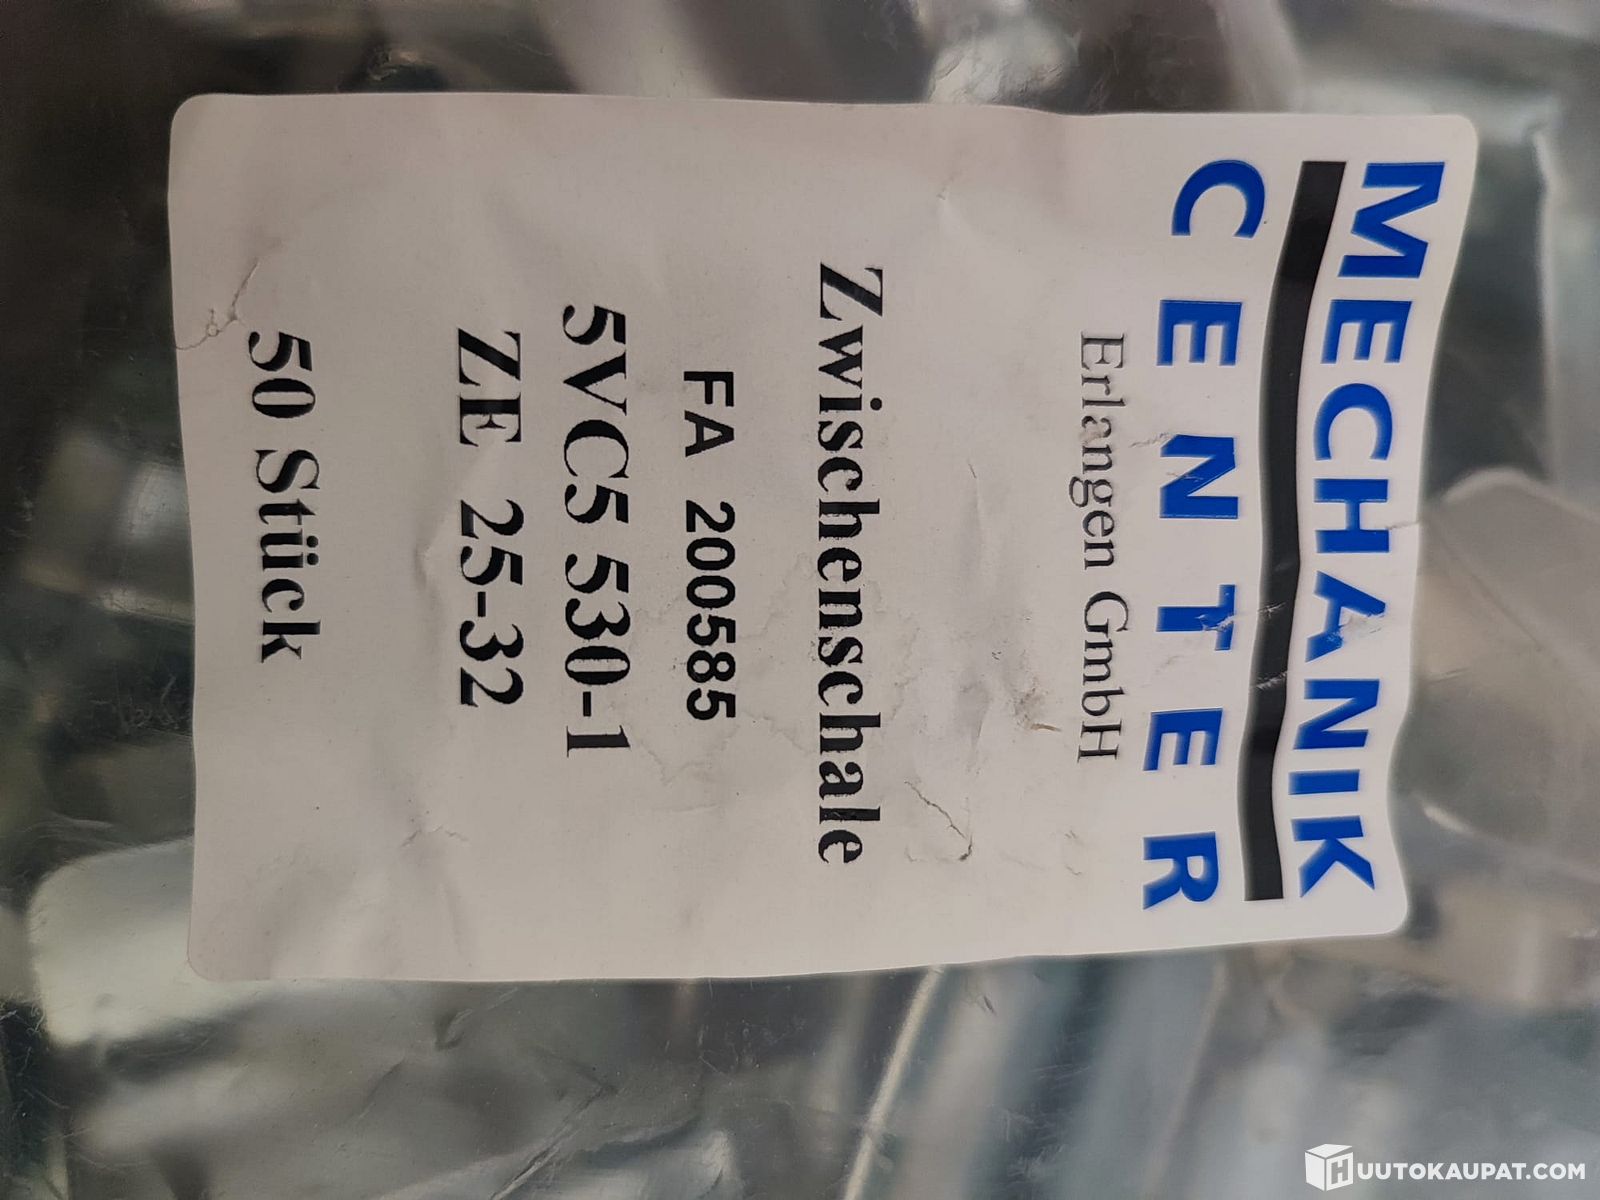 MECHANIK
CENTER
Erlangen GmbH
Zwischenschale
FA 200585
5VC5 530-1
ZE 25-32
50 Stück
HUUTOKAUPAT.COM